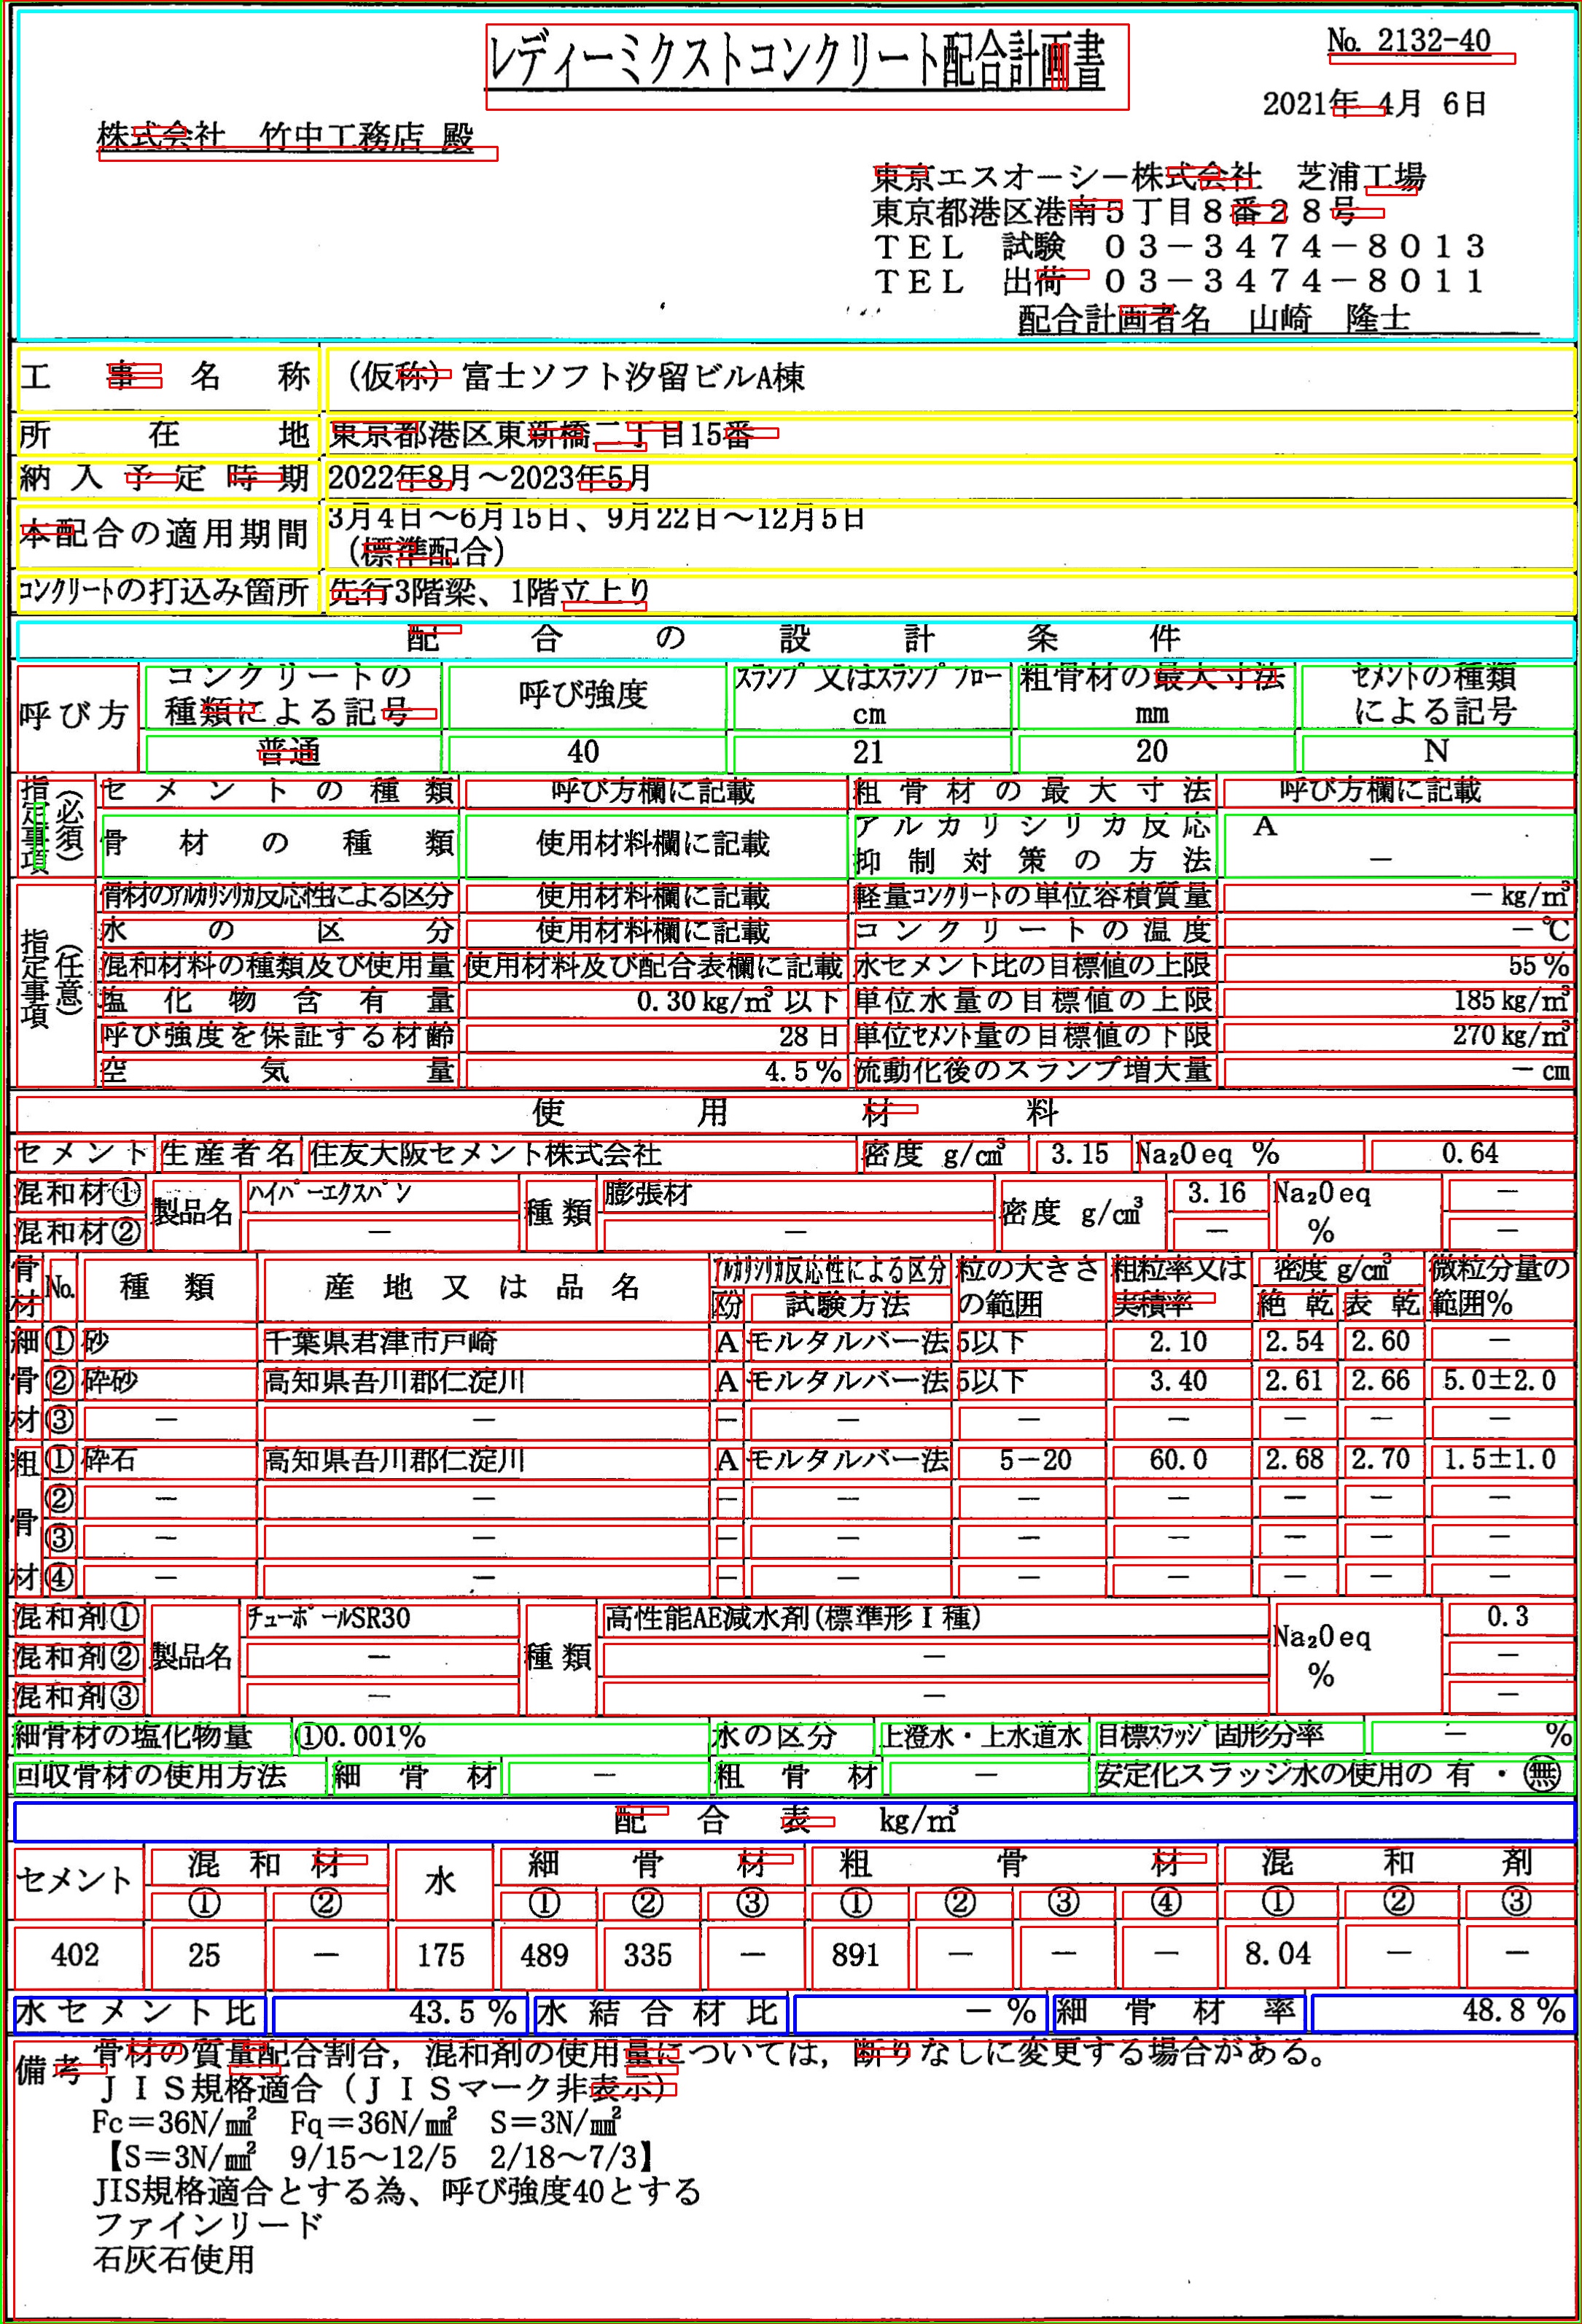 レディーミクストコンクリート配合計画書
No. 2132-40
2021年 4月 6日
株式会社 竹中工務店 殿
東京エスオーシー株式会社 芝浦工場
東京都港区港南5丁目8番28号
TEL 試験 03-3474-8013
TEL 出荷 03-3474-8011
配合計画者名 山崎 隆士
工事名称 (仮称)富士ソフト汐留ビルA棟
所在地 東京都港区東新橋二丁目15番
納入予定時期 2022年8月～2023年5月
本配合の適用期間 3月4日～6月15日、9月22日～12月5日
(標準配合)
コンクリートの打込み箇所 先行3階梁、1階立上り
配合の設計条件
呼び方 コンクリートの種類による記号 呼び強度 スランプ又はスランプフロー cm 粗骨材の最大寸法 mm セメントの種類による記号
普通 40 21 20 N
指定事項(必須) セメントの種類 呼び方欄に記載 粗骨材の最大寸法 呼び方欄に記載
骨材の種類 使用材料欄に記載 アルカリシリカ反応抑制対策の方法 A －
指定事項(任意) 骨材のアルカリシリカ反応性による区分 使用材料欄に記載 軽量コンクリートの単位容積質量 －kg/m³
水の区分 使用材料欄に記載 コンクリートの温度 －℃
混和材料の種類及び使用量 使用材料及び配合表欄に記載 水セメント比の目標値の上限 55%
塩化物含有量 0.30kg/m³以下 単位水量の目標値の上限 185kg/m³
呼び強度を保証する材齢 28日 単位セメント量の目標値の下限 270kg/m³
空気量 4.5% 流動化後のスランプ増大量 －cm
使用材料
セメント 生産者名 住友大阪セメント株式会社 密度 g/cm³ 3.15 Na₂Oeq % 0.64
混和材① 製品名 ハイパーエクスパン 種類 膨張材 密度 g/cm³ 3.16 Na₂Oeq % －
混和材② － － － －
骨材 No. 種類 産地又は品名 アルカリシリカ反応性による区分 区分 試験方法 粒の大きさの範囲 粗粒率又は実積率 密度 g/cm³ 絶乾 表乾 微粒分量の範囲%
細骨材 ① 砂 千葉県君津市戸崎 A モルタルバー法 5以下 2.10 2.54 2.60 －
② 砕砂 高知県吾川郡仁淀川 A モルタルバー法 5以下 3.40 2.61 2.66 5.0±2.0
③ － － － － － － － － －
粗骨材 ① 砕石 高知県吾川郡仁淀川 A モルタルバー法 5-20 60.0 2.68 2.70 1.5±1.0
② － － － － － － － － －
③ － － － － － － － － －
④ － － － － － － － － －
混和剤① 製品名 チューポールSR30 種類 高性能AE減水剤(標準形Ⅰ種) Na₂Oeq % 0.3
混和剤② － － －
混和剤③ － － －
細骨材の塩化物量 ①0.001% 水の区分 上澄水・上水道水 目標スラッジ固形分率 － %
回収骨材の使用方法 細骨材 － 粗骨材 － 安定化スラッジ水の使用の 有・㊇
配合表 kg/m³
セメント 混和材 水 細骨材 粗骨材 混和剤
① ② ① ② ③ ① ② ③ ④ ① ② ③
402 25 － 175 489 335 － 891 － － － 8.04 － －
水セメント比 43.5% 水結合材比 －% 細骨材率 48.8%
備考 骨材の質量配合割合, 混和剤の使用量については, 断りなしに変更する場合がある。
JIS規格適合(JISマーク非表示)
Fc=36N/mm² Fq=36N/mm² S=3N/mm²
【S=3N/mm² 9/15～12/5 2/18～7/3】
JIS規格適合とする為、呼び強度40とする
ファインリード
石灰石使用